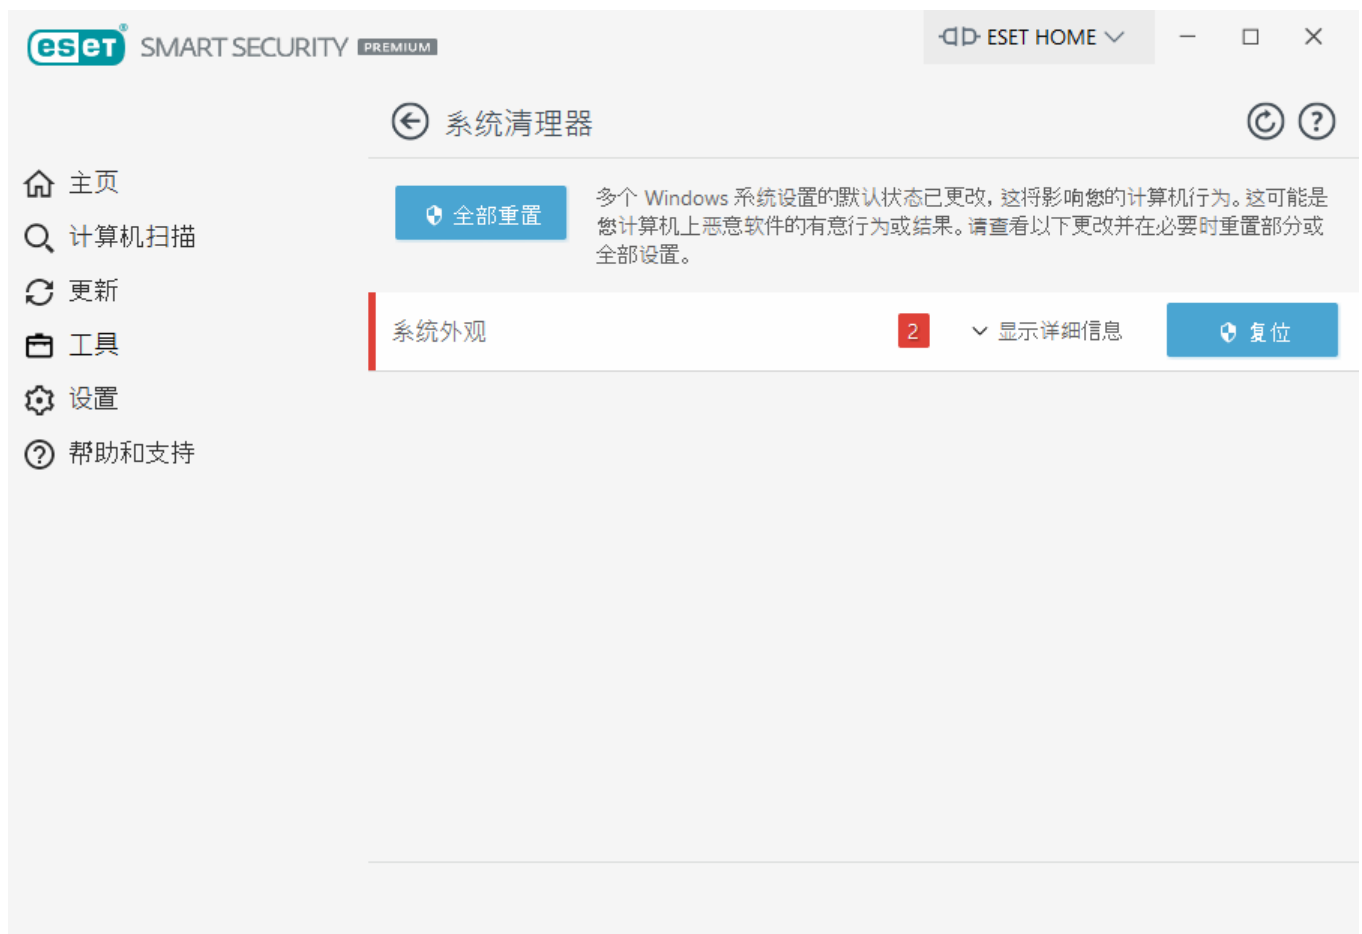 eset® SMART SECURITY PREMIUM
ESET HOME
系统清理器
主页
计算机扫描
更新
工具
设置
帮助和支持
全部重置
多个 Windows 系统设置的默认状态已更改，这将影响您的计算机行为。这可能是
您计算机上恶意软件的有意行为或结果。请查看以下更改并在必要时重置部分或
全部设置。
系统外观 2 显示详细信息 复位